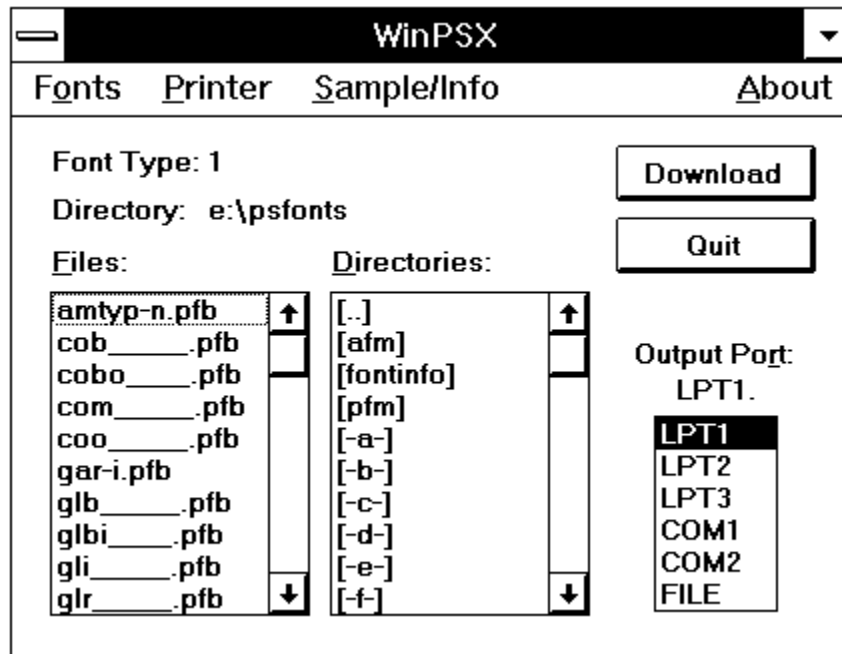 WinPSX
Fonts Printer Sample/Info About
Font Type: 1
Directory: e:\psfonts
Files:
amtyp-n.pfb
cob_____.pfb
cobo____.pfb
com_____.pfb
coo_____.pfb
gar-i.pfb
glb_____.pfb
glbi____.pfb
gli_____.pfb
glr_____.pfb
Directories:
[..]
[afm]
[fontinfo]
[pfm]
[-a-]
[-b-]
[-c-]
[-d-]
[-e-]
[-f-]
Download
Quit
Output Port:
LPT1.
LPT1
LPT2
LPT3
COM1
COM2
FILE